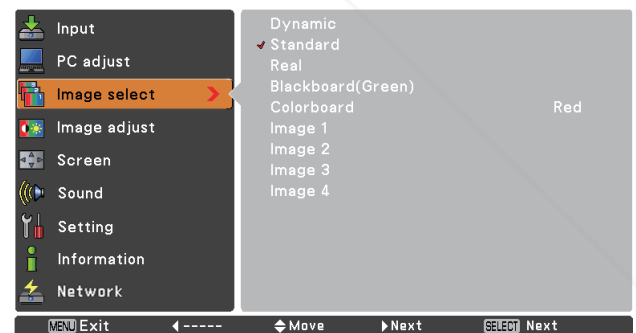 Input
PC adjust
Image select
Image adjust
Screen
Sound
Setting
Information
Network
Dynamic
Standard
Real
Blackboard(Green)
Colorboard Red
Image 1
Image 2
Image 3
Image 4
MENU Exit ----- Move Next SELECT Next